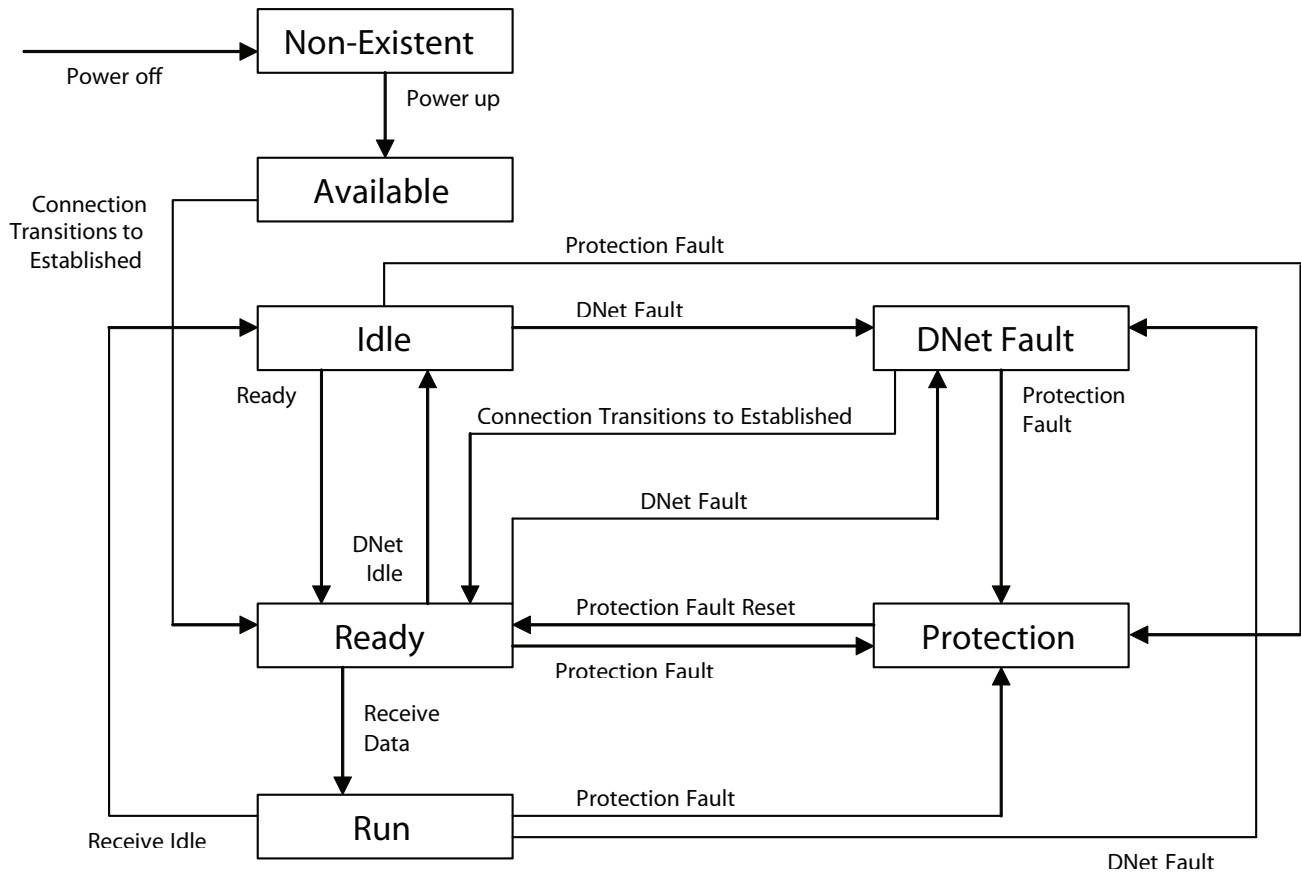 Non-Existent
Power off
Power up
Available
Connection
Transitions to
Established
Protection Fault
Idle
DNet Fault
DNet Fault
Ready
Connection Transitions to Established
Protection
Fault
DNet Fault
DNet
Idle
Ready
Protection Fault Reset
Protection
Protection Fault
Receive
Data
Run
Protection Fault
Receive Idle
DNet Fault